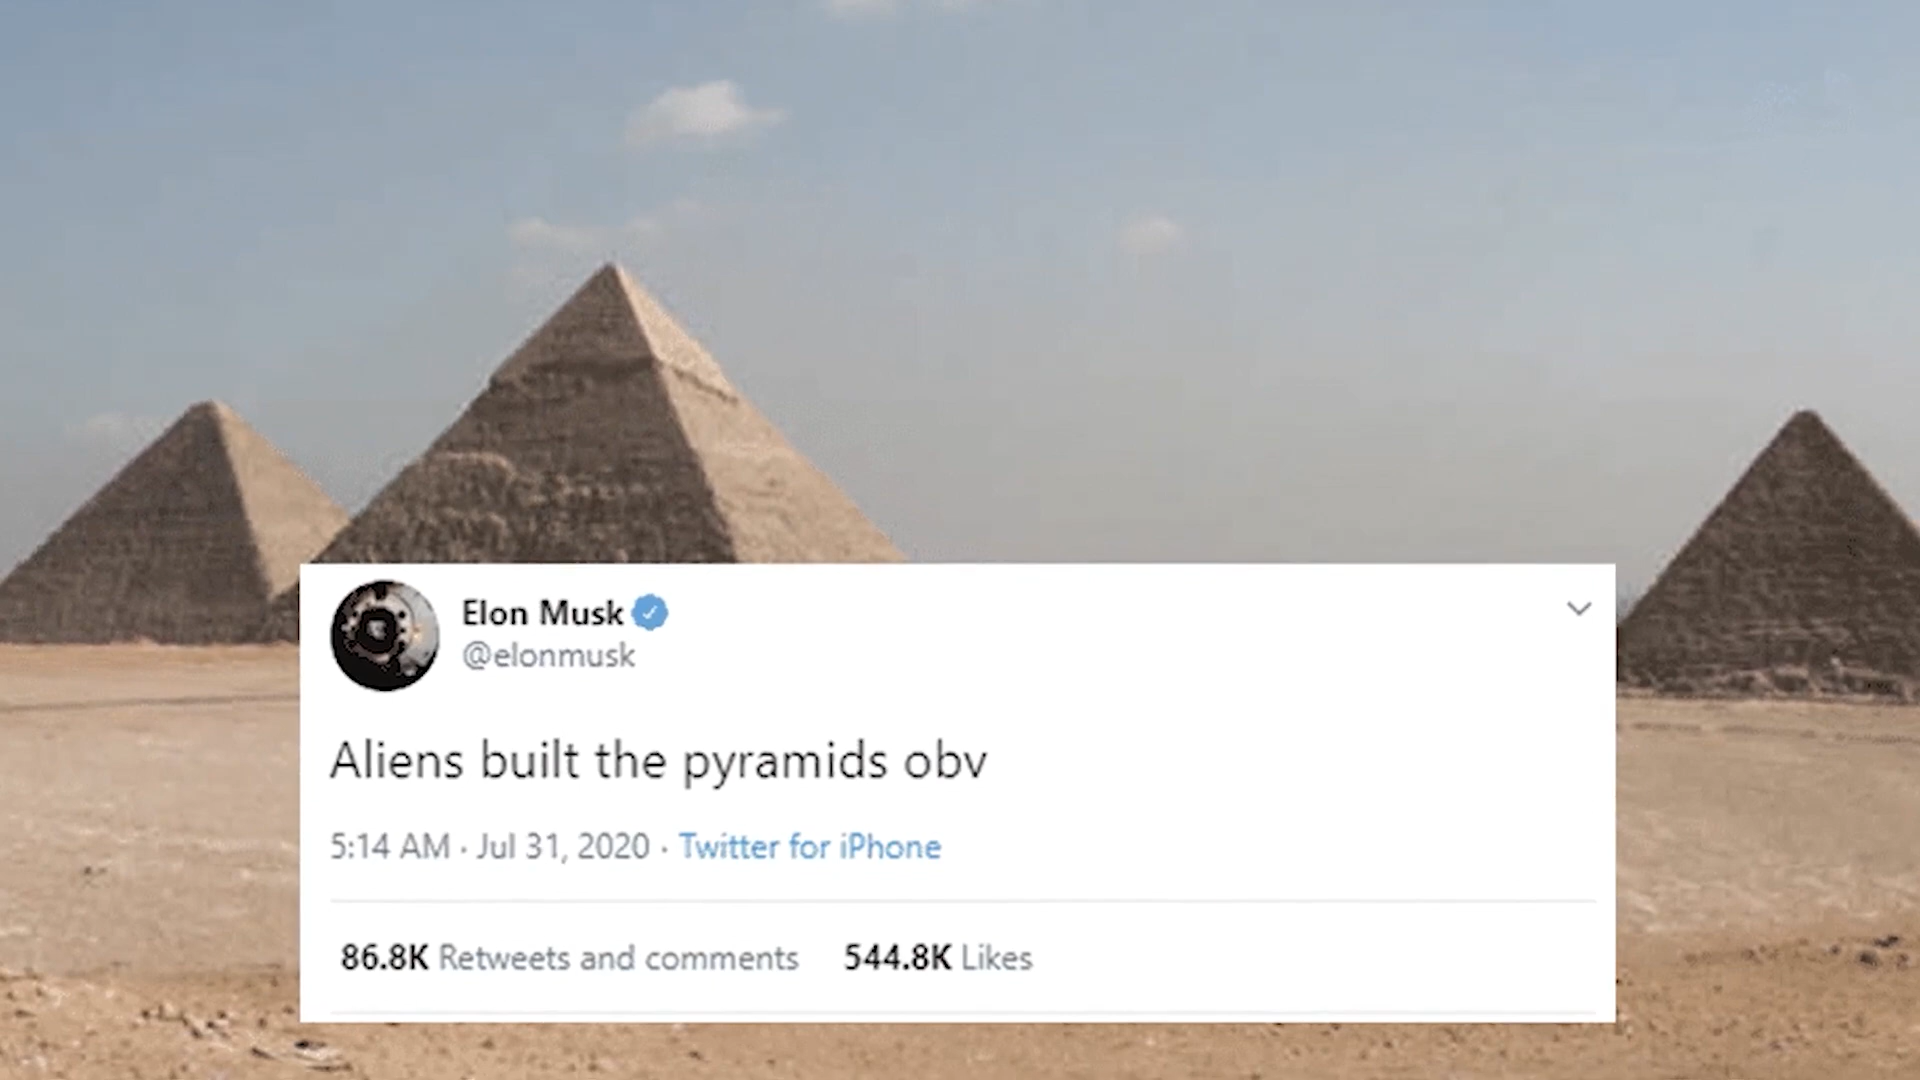 Elon Musk
@elonmusk
Aliens built the pyramids obv
5:14 AM · Jul 31, 2020 · Twitter for iPhone
86.8K Retweets and comments 544.8K Likes